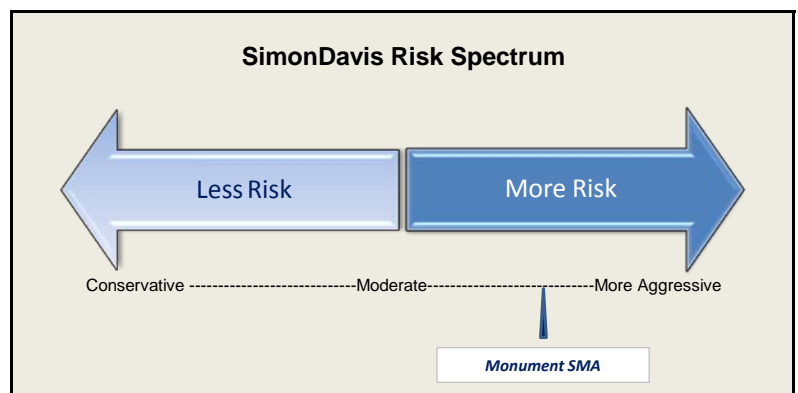 SimonDavis Risk Spectrum
Less Risk More Risk
Conservative ----------------------------Moderate----------------------------More Aggressive
Monument SMA